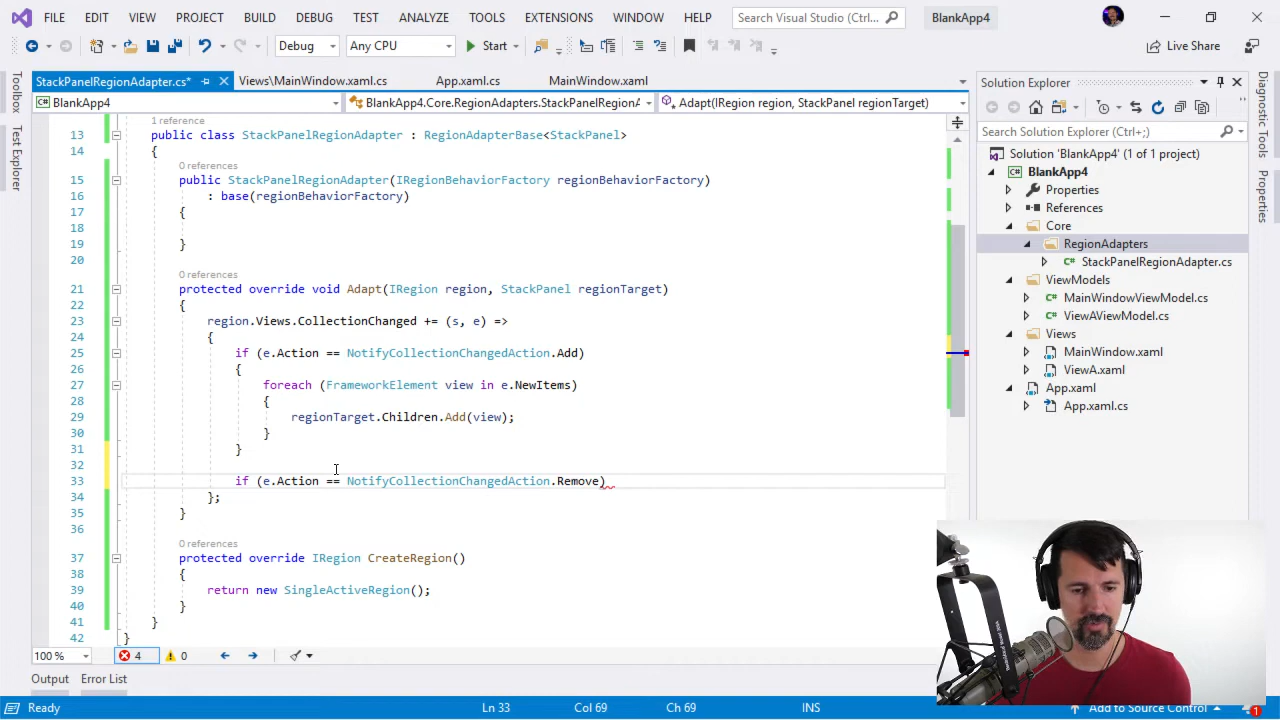 FILE EDIT VIEW PROJECT BUILD DEBUG TEST ANALYZE TOOLS EXTENSIONS WINDOW HELP Search Visual Studio (Ctrl+Q) BlankApp4
Debug Any CPU Start Live Share
StackPanelRegionAdapter.cs* Views\MainWindow.xaml.cs App.xaml.cs MainWindow.xaml
BlankApp4 BlankApp4.Core.RegionAdapters.StackPanelRegionA Adapt(IRegion region, StackPanel regionTarget)
Toolbox
Test Explorer
1 reference
13 public class StackPanelRegionAdapter : RegionAdapterBase<StackPanel>
14 {
0 references
15 public StackPanelRegionAdapter(IRegionBehaviorFactory regionBehaviorFactory)
16 : base(regionBehaviorFactory)
17 {
18
19 }
20
0 references
21 protected override void Adapt(IRegion region, StackPanel regionTarget)
22 {
23 region.Views.CollectionChanged += (s, e) =>
24 {
25 if (e.Action == NotifyCollectionChangedAction.Add)
26 {
27 foreach (FrameworkElement view in e.NewItems)
28 {
29 regionTarget.Children.Add(view);
30 }
31 }
32
33 if (e.Action == NotifyCollectionChangedAction.Remove)
34 };
35 }
36
0 references
37 protected override IRegion CreateRegion()
38 {
39 return new SingleActiveRegion();
40 }
41 }
42 }
100 % 4 0
Output Error List
Ready Ln 33 Col 69 Ch 69 INS Add to Source Control 1
Solution Explorer
Search Solution Explorer (Ctrl+;)
Solution 'BlankApp4' (1 of 1 project)
BlankApp4
Properties
References
Core
RegionAdapters
StackPanelRegionAdapter.cs
ViewModels
MainWindowViewModel.cs
ViewAViewModel.cs
Views
MainWindow.xaml
ViewA.xaml
App.xaml
App.xaml.cs
Diagnostic Tools
Properties